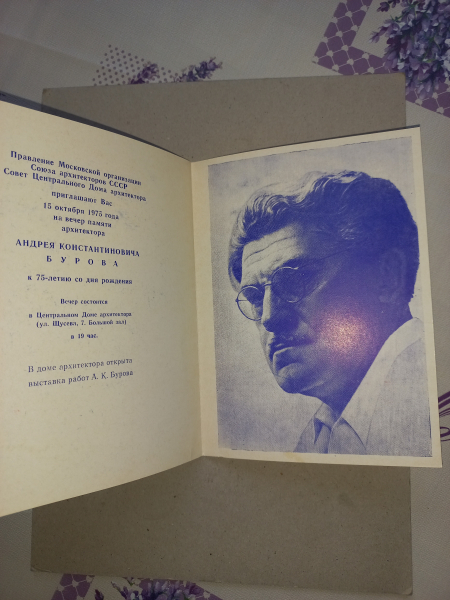 Правление Московской организации
Союза архитекторов СССР
Совет Центрального Дома архитектора
приглашают Вас
15 октября 1975 года
на вечер памяти
архитектора
АНДРЕЯ КОНСТАНТИНОВИЧА
БУРОВА
к 75-летию со дня рождения
Вечер состоится
в Центральном Доме архитектора
(ул. Щусева, 7. Большой зал)
в 19 час.
В доме архитектора открыта
выставка работ А. К. Бурова